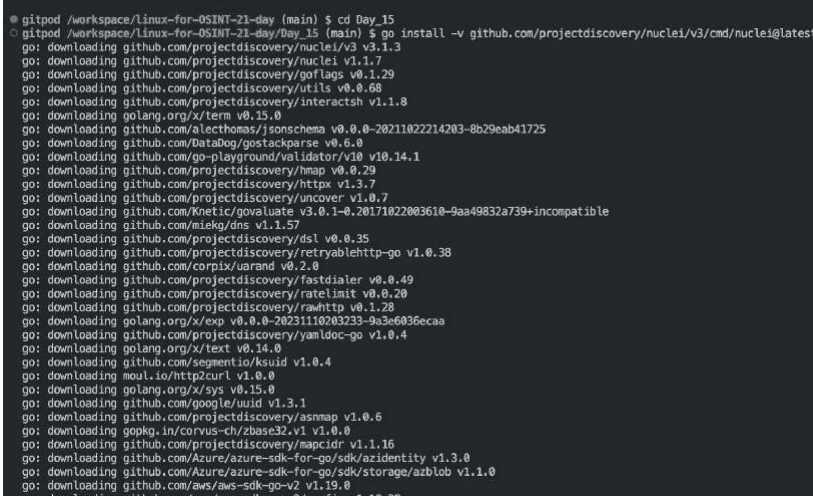 gitpod /workspace/linux-for-OSINT-21-day (main) $ cd Day_15
gitpod /workspace/linux-for-OSINT-21-day/Day_15 (main) $ go install -v github.com/projectdiscovery/nuclei/v3/cmd/nuclei@latest
go: downloading github.com/projectdiscovery/nuclei/v3 v3.1.3
go: downloading github.com/projectdiscovery/nuclei v1.1.7
go: downloading github.com/projectdiscovery/goflags v0.1.29
go: downloading github.com/projectdiscovery/utils v0.0.68
go: downloading github.com/projectdiscovery/interactsh v1.1.8
go: downloading golang.org/x/term v0.15.0
go: downloading github.com/alecthomas/jsonschema v0.0.0-20211022214203-8b29eab41725
go: downloading github.com/DataDog/gostackparse v0.6.0
go: downloading github.com/go-playground/validator/v10 v10.14.1
go: downloading github.com/projectdiscovery/hmap v0.0.29
go: downloading github.com/projectdiscovery/httpx v1.3.7
go: downloading github.com/projectdiscovery/uncover v1.0.7
go: downloading github.com/Knetic/govaluate v3.0.1-0.20171022003610-9aa49832a739+incompatible
go: downloading github.com/miekg/dns v1.1.57
go: downloading github.com/projectdiscovery/dsl v0.0.35
go: downloading github.com/projectdiscovery/retryablehttp-go v1.0.38
go: downloading github.com/corpix/uarand v0.2.0
go: downloading github.com/projectdiscovery/fastdialer v0.0.49
go: downloading github.com/projectdiscovery/ratelimit v0.0.20
go: downloading github.com/projectdiscovery/rawhttp v0.1.28
go: downloading golang.org/x/exp v0.0.0-20231110203233-9a3e6036ecaa
go: downloading github.com/projectdiscovery/yamldoc-go v1.0.4
go: downloading golang.org/x/text v0.14.0
go: downloading github.com/segmentio/ksuid v1.0.4
go: downloading moul.io/http2curl v1.0.0
go: downloading golang.org/x/sys v0.15.0
go: downloading github.com/google/uuid v1.3.1
go: downloading github.com/projectdiscovery/asnmap v1.0.6
go: downloading gopkg.in/corvus-ch/zbase32.v1 v1.0.0
go: downloading github.com/projectdiscovery/mapcidr v1.1.16
go: downloading github.com/Azure/azure-sdk-for-go/sdk/azidentity v1.3.0
go: downloading github.com/Azure/azure-sdk-for-go/sdk/storage/azblob v1.1.0
go: downloading github.com/aws/aws-sdk-go-v2 v1.19.0